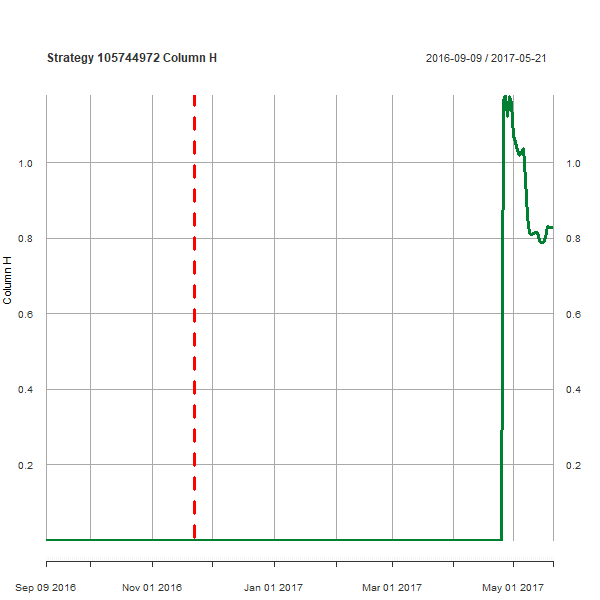 Strategy 105744972 Column H
2016-09-09 / 2017-05-21
Column H
1.0
0.8
0.6
0.4
0.2
1.0
0.8
0.6
0.4
0.2
Sep 09 2016
Nov 01 2016
Jan 01 2017
Mar 01 2017
May 01 2017